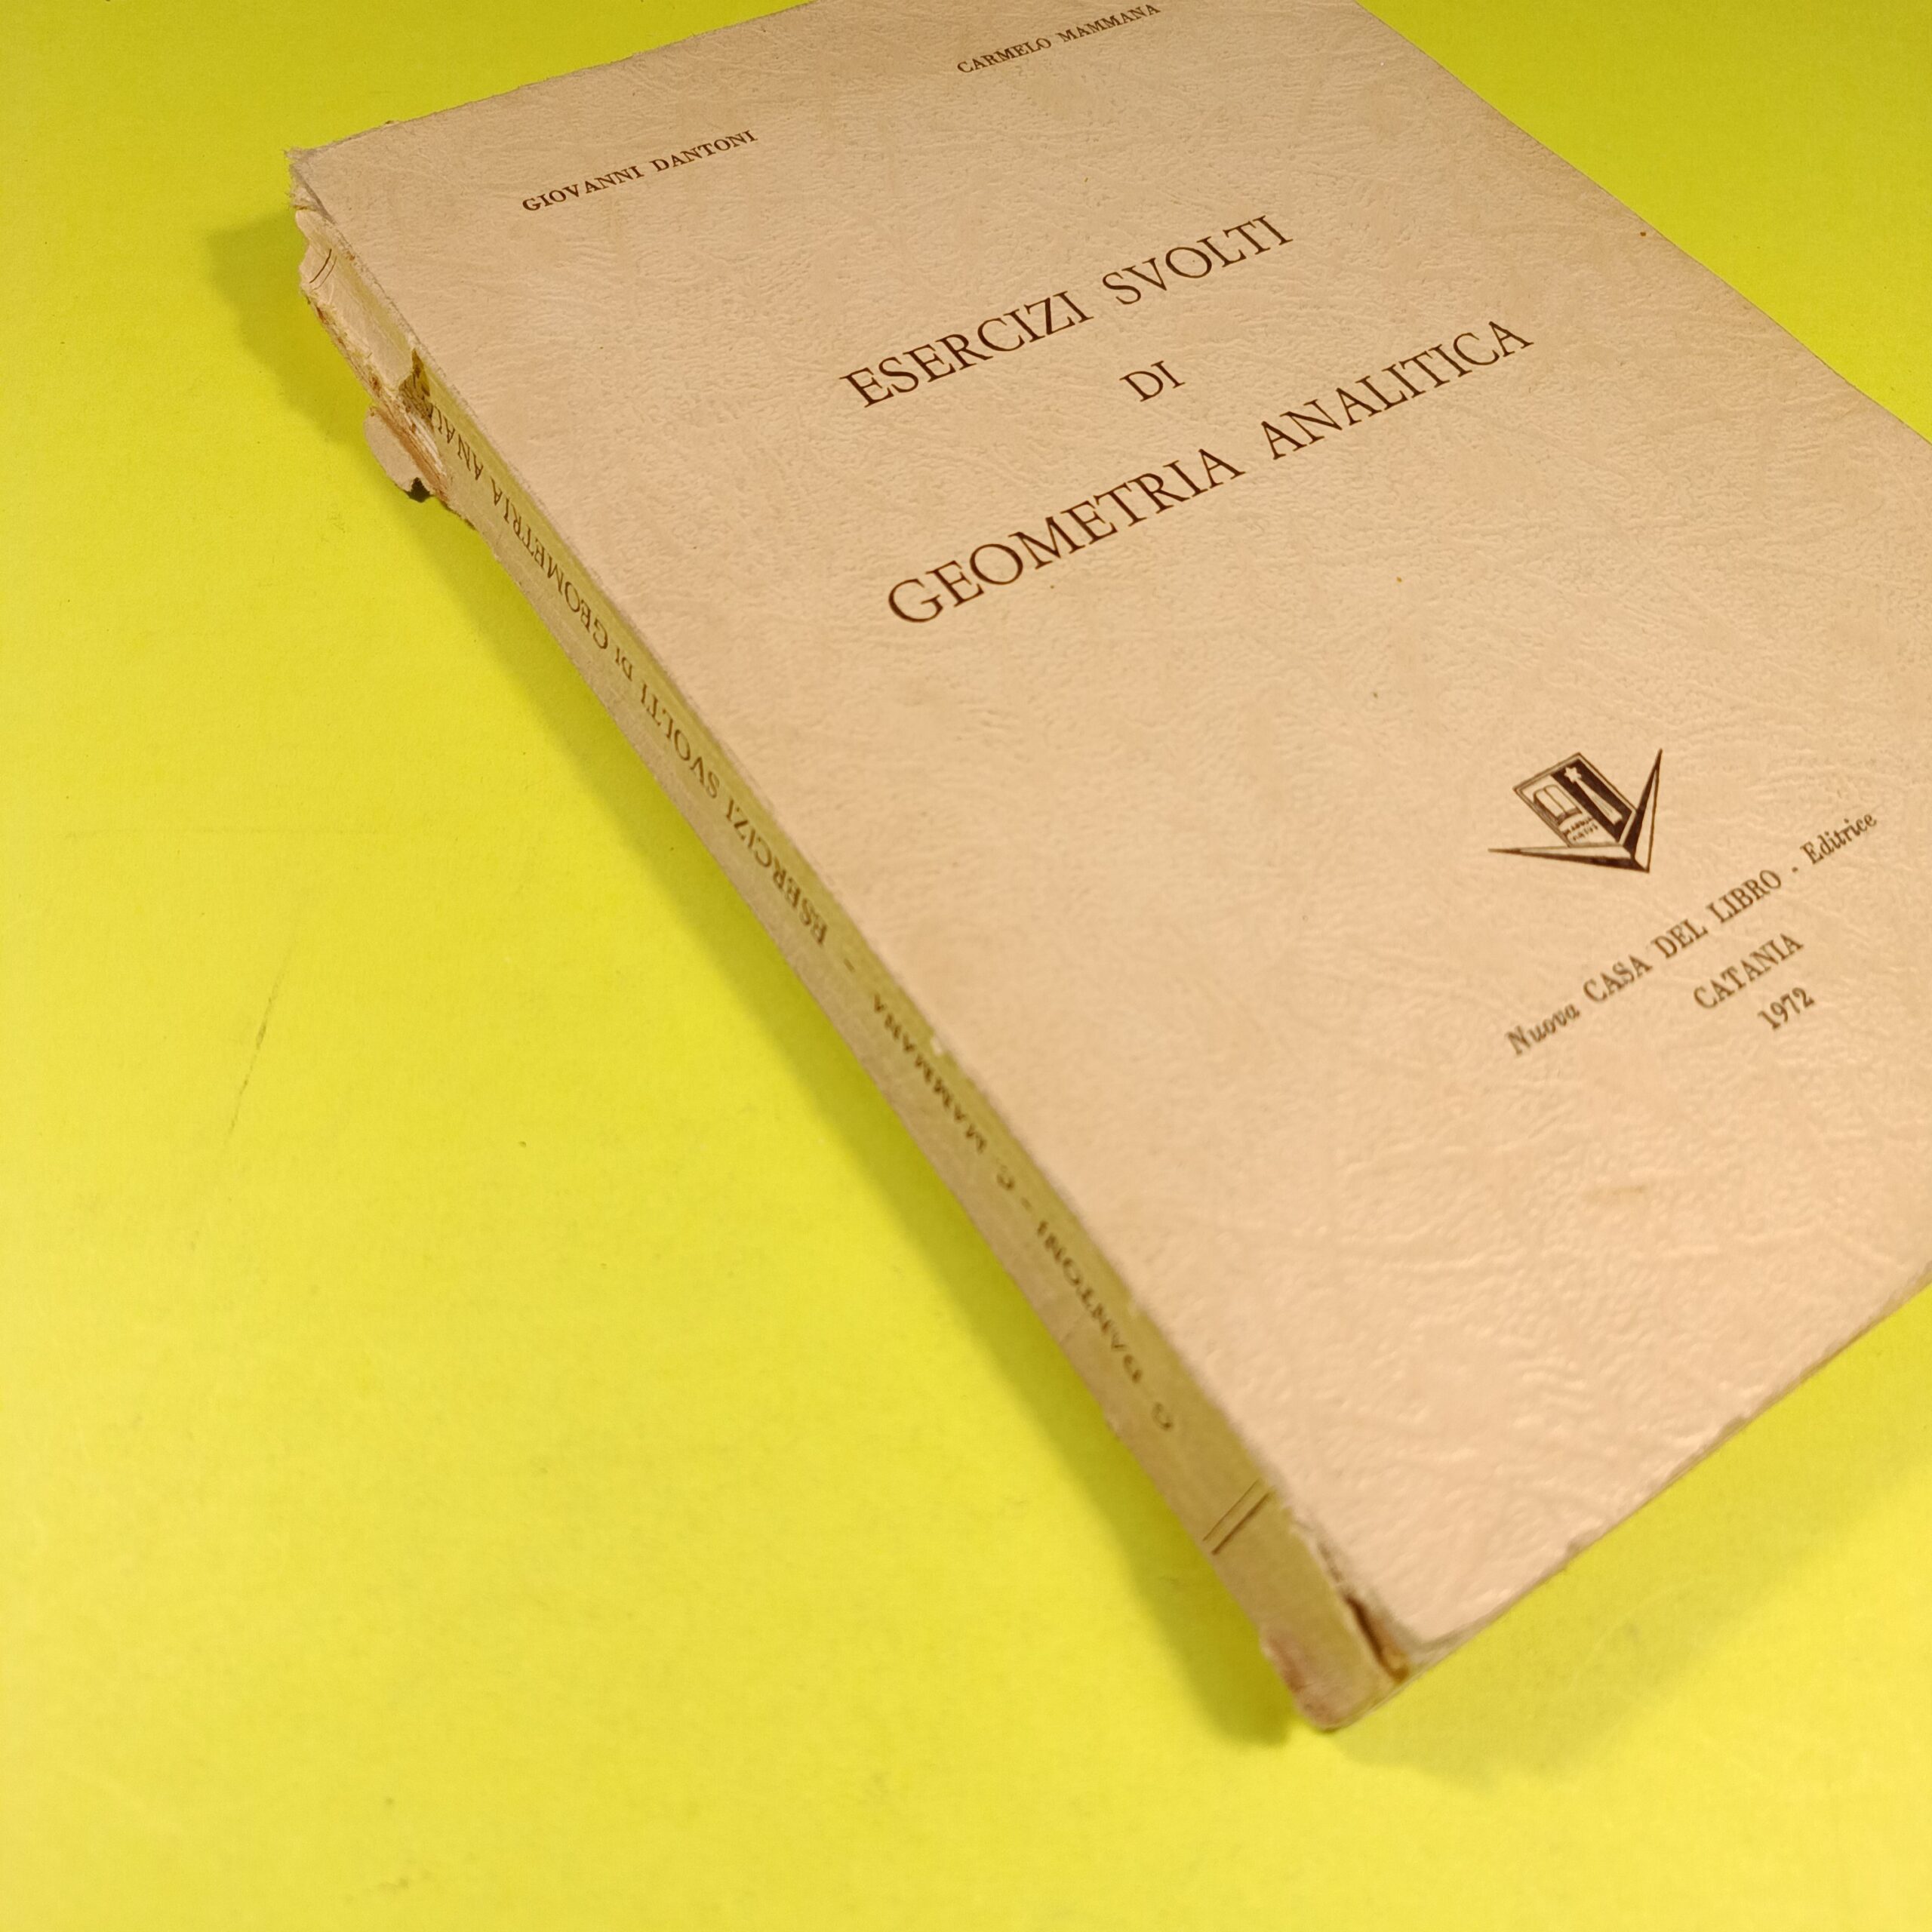 GIOVANNI DANTONI
CARMELO MAMMANA
ESERCIZI SVOLTI
DI
GEOMETRIA ANALITICA
Nuova CASA DEL LIBRO - Editrice
CATANIA
1972
G. DANTONI - C. MAMMANA - ESERCIZI SVOLTI DI GEOMETRIA